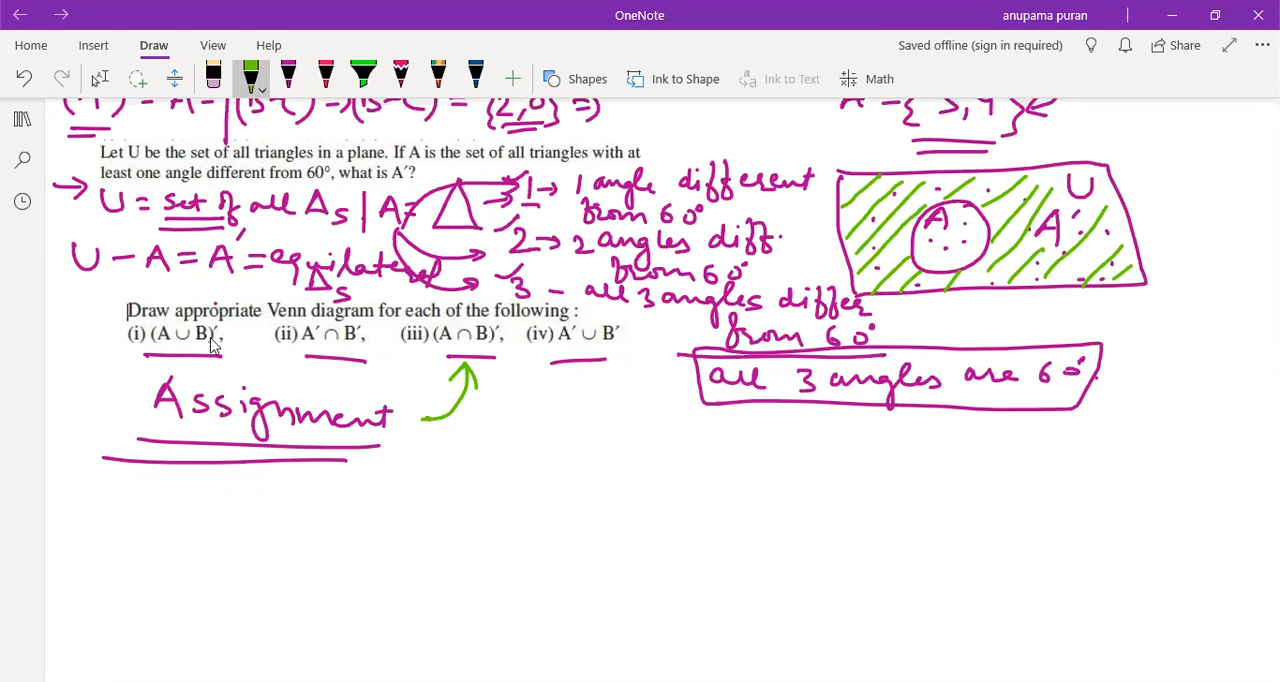 OneNote
anupama puran
Home Insert Draw View Help
Saved offline (sign in required)
Share
Shapes
Ink to Shape
Ink to Text
Math
Let U be the set of all triangles in a plane. If A is the set of all triangles with at
least one angle different from 60°, what is A′?
U = set of all Δs | A =
1 → 1 angle different
from 60°
2 → 2 angles diff.
from 60°
3 - all 3 angles differ
from 60°
U - A = A' = equilateral
Δs
U
A
A'
all 3 angles are 60°
Draw appropriate Venn diagram for each of the following :
(i) (A ∪ B)′, (ii) A′ ∩ B′, (iii) (A ∩ B)′, (iv) A′ ∪ B′
Assignment